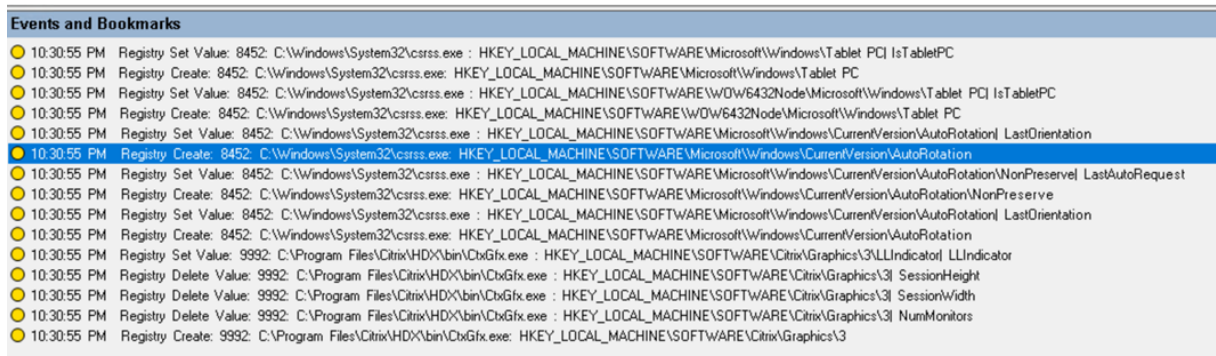 Events and Bookmarks
10:30:55 PM Registry Set Value: 8452: C:\Windows\System32\csrss.exe : HKEY_LOCAL_MACHINE\SOFTWARE\Microsoft\Windows\Tablet PC| IsTabletPC
10:30:55 PM Registry Create: 8452: C:\Windows\System32\csrss.exe: HKEY_LOCAL_MACHINE\SOFTWARE\Microsoft\Windows\Tablet PC
10:30:55 PM Registry Set Value: 8452: C:\Windows\System32\csrss.exe : HKEY_LOCAL_MACHINE\SOFTWARE\WOW6432Node\Microsoft\Windows\Tablet PC| IsTabletPC
10:30:55 PM Registry Create: 8452: C:\Windows\System32\csrss.exe: HKEY_LOCAL_MACHINE\SOFTWARE\WOW6432Node\Microsoft\Windows\Tablet PC
10:30:55 PM Registry Set Value: 8452: C:\Windows\System32\csrss.exe : HKEY_LOCAL_MACHINE\SOFTWARE\Microsoft\Windows\CurrentVersion\AutoRotation| LastOrientation
10:30:55 PM Registry Create: 8452: C:\Windows\System32\csrss.exe: HKEY_LOCAL_MACHINE\SOFTWARE\Microsoft\Windows\CurrentVersion\AutoRotation
10:30:55 PM Registry Set Value: 8452: C:\Windows\System32\csrss.exe : HKEY_LOCAL_MACHINE\SOFTWARE\Microsoft\Windows\CurrentVersion\AutoRotation\NonPreserve| LastAutoRequest
10:30:55 PM Registry Create: 8452: C:\Windows\System32\csrss.exe: HKEY_LOCAL_MACHINE\SOFTWARE\Microsoft\Windows\CurrentVersion\AutoRotation\NonPreserve
10:30:55 PM Registry Set Value: 8452: C:\Windows\System32\csrss.exe : HKEY_LOCAL_MACHINE\SOFTWARE\Microsoft\Windows\CurrentVersion\AutoRotation| LastOrientation
10:30:55 PM Registry Create: 8452: C:\Windows\System32\csrss.exe: HKEY_LOCAL_MACHINE\SOFTWARE\Microsoft\Windows\CurrentVersion\AutoRotation
10:30:55 PM Registry Set Value: 9992: C:\Program Files\Citrix\HDX\bin\CtxGfx.exe : HKEY_LOCAL_MACHINE\SOFTWARE\Citrix\Graphics\3\LLIndicator| LLIndicator
10:30:55 PM Registry Delete Value: 9992: C:\Program Files\Citrix\HDX\bin\CtxGfx.exe : HKEY_LOCAL_MACHINE\SOFTWARE\Citrix\Graphics\3| SessionHeight
10:30:55 PM Registry Delete Value: 9992: C:\Program Files\Citrix\HDX\bin\CtxGfx.exe : HKEY_LOCAL_MACHINE\SOFTWARE\Citrix\Graphics\3| SessionWidth
10:30:55 PM Registry Delete Value: 9992: C:\Program Files\Citrix\HDX\bin\CtxGfx.exe : HKEY_LOCAL_MACHINE\SOFTWARE\Citrix\Graphics\3| NumMonitors
10:30:55 PM Registry Create: 9992: C:\Program Files\Citrix\HDX\bin\CtxGfx.exe: HKEY_LOCAL_MACHINE\SOFTWARE\Citrix\Graphics\3